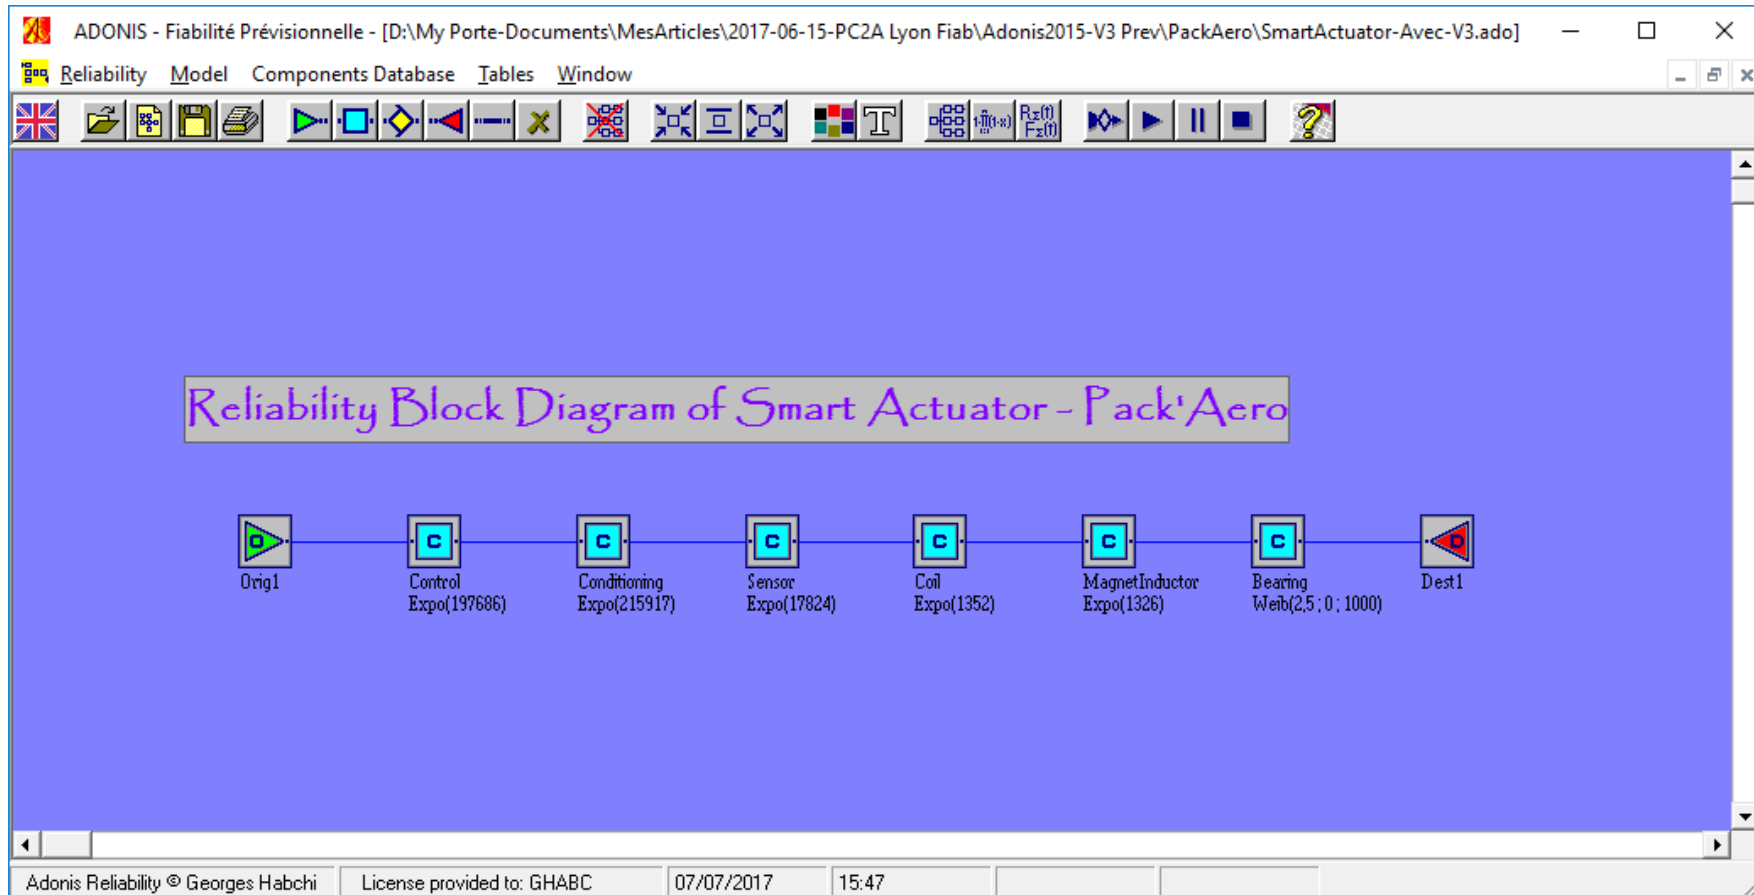 ADONIS - Fiabilité Prévisionnelle - [D:\My Porte-Documents\MesArticles\2017-06-15-PC2A Lyon Fiab\Adonis2015-V3 Prev\PackAero\SmartActuator-Avec-V3.ado]
Reliability Model Components Database Tables Window
Reliability Block Diagram of Smart Actuator - Pack'Aero
O C C C C C C D
Orig1 Control Conditioning Sensor Coil MagnetInductor Bearing Dest1
Expo(197686) Expo(215917) Expo(17824) Expo(1352) Expo(1326) Weib(2,5 ; 0 ; 1000)
Adonis Reliability © Georges Habchi License provided to: GHABC 07/07/2017 15:47